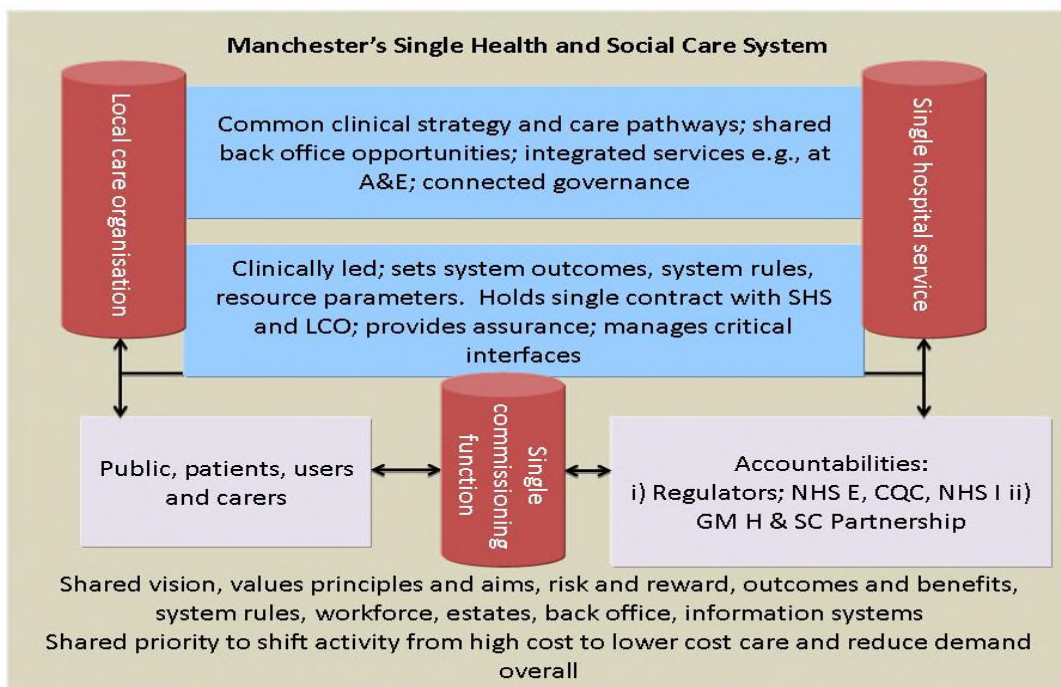 Manchester's Single Health and Social Care System
Local care organisation
Common clinical strategy and care pathways; shared
back office opportunities; integrated services e.g., at
A&E; connected governance
Single hospital service
Clinically led; sets system outcomes, system rules,
resource parameters.  Holds single contract with SHS
and LCO; provides assurance; manages critical
interfaces
Public, patients, users
and carers
Single
commissioning
function
Accountabilities:
i) Regulators; NHS E, CQC, NHS I ii)
GM H & SC Partnership
Shared vision, values principles and aims, risk and reward, outcomes and benefits,
system rules, workforce, estates, back office, information systems
Shared priority to shift activity from high cost to lower cost care and reduce demand
overall